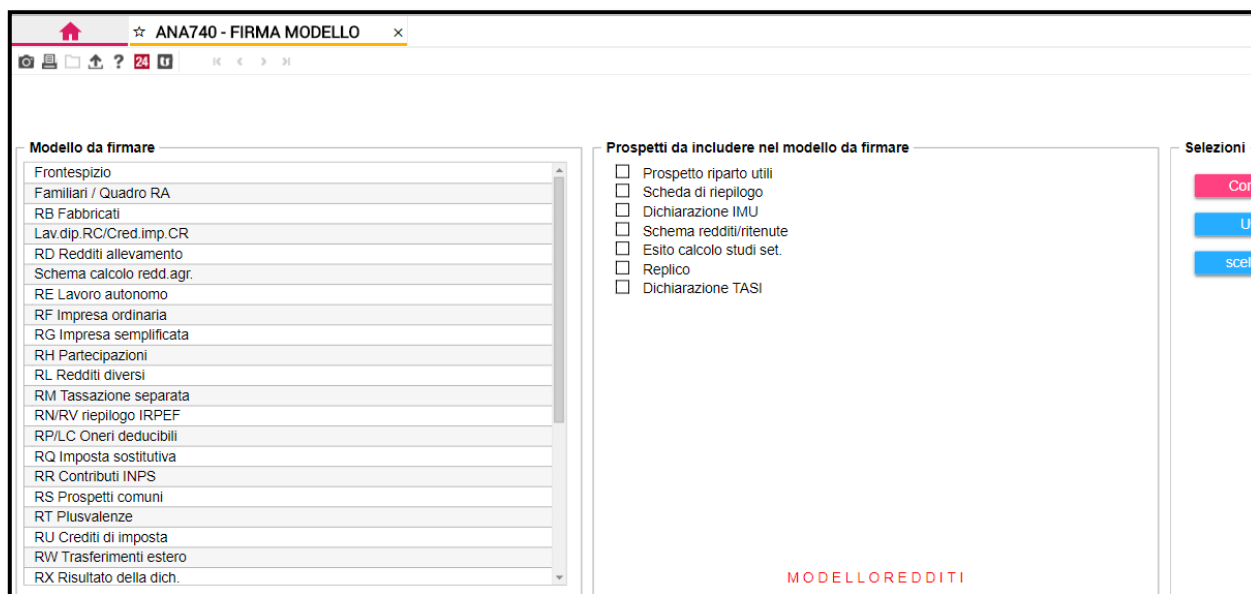 ☆ ANA740 - FIRMA MODELLO ×
? 24
Modello da firmare
Frontespizio
Familiari / Quadro RA
RB Fabbricati
Lav.dip.RC/Cred.imp.CR
RD Redditi allevamento
Schema calcolo redd.agr.
RE Lavoro autonomo
RF Impresa ordinaria
RG Impresa semplificata
RH Partecipazioni
RL Redditi diversi
RM Tassazione separata
RN/RV riepilogo IRPEF
RP/LC Oneri deducibili
RQ Imposta sostitutiva
RR Contributi INPS
RS Prospetti comuni
RT Plusvalenze
RU Crediti di imposta
RW Trasferimenti estero
RX Risultato della dich.
Prospetti da includere nel modello da firmare
Prospetto riparto utili
Scheda di riepilogo
Dichiarazione IMU
Schema redditi/ritenute
Esito calcolo studi set.
Replico
Dichiarazione TASI
M O D E L L O R E D D I T I
Selezioni